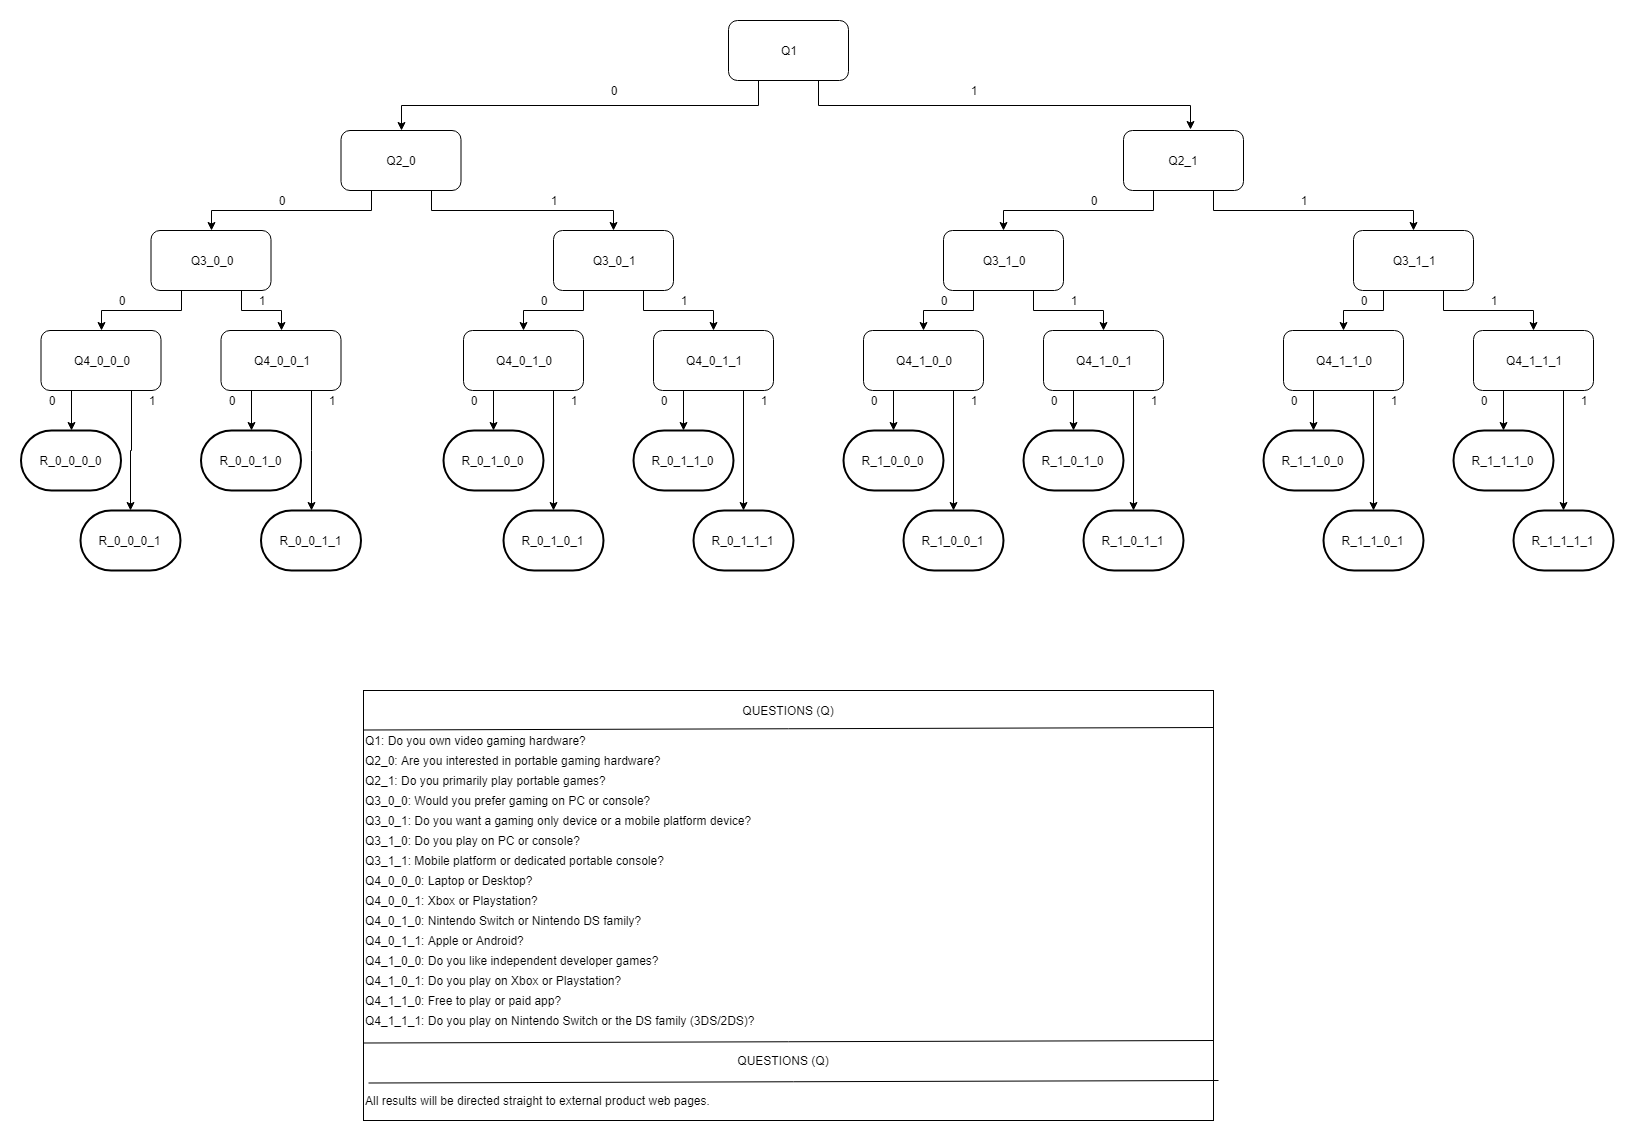 Q1
0
1
Q2_0
Q2_1
0
1
0
1
Q3_0_0
Q3_0_1
Q3_1_0
Q3_1_1
0
1
0
1
0
1
0
1
Q4_0_0_0
Q4_0_0_1
Q4_0_1_0
Q4_0_1_1
Q4_1_0_0
Q4_1_0_1
Q4_1_1_0
Q4_1_1_1
0
1
0
1
0
1
0
1
0
1
0
1
0
1
0
1
R_0_0_0_0
R_0_0_1_0
R_0_1_0_0
R_0_1_1_0
R_1_0_0_0
R_1_0_1_0
R_1_1_0_0
R_1_1_1_0
R_0_0_0_1
R_0_0_1_1
R_0_1_0_1
R_0_1_1_1
R_1_0_0_1
R_1_0_1_1
R_1_1_0_1
R_1_1_1_1
QUESTIONS (Q)
Q1: Do you own video gaming hardware?
Q2_0: Are you interested in portable gaming hardware?
Q2_1: Do you primarily play portable games?
Q3_0_0: Would you prefer gaming on PC or console?
Q3_0_1: Do you want a gaming only device or a mobile platform device?
Q3_1_0: Do you play on PC or console?
Q3_1_1: Mobile platform or dedicated portable console?
Q4_0_0_0: Laptop or Desktop?
Q4_0_0_1: Xbox or Playstation?
Q4_0_1_0: Nintendo Switch or Nintendo DS family?
Q4_0_1_1: Apple or Android?
Q4_1_0_0: Do you like independent developer games?
Q4_1_0_1: Do you play on Xbox or Playstation?
Q4_1_1_0: Free to play or paid app?
Q4_1_1_1: Do you play on Nintendo Switch or the DS family (3DS/2DS)?
QUESTIONS (Q)
All results will be directed straight to external product web pages.